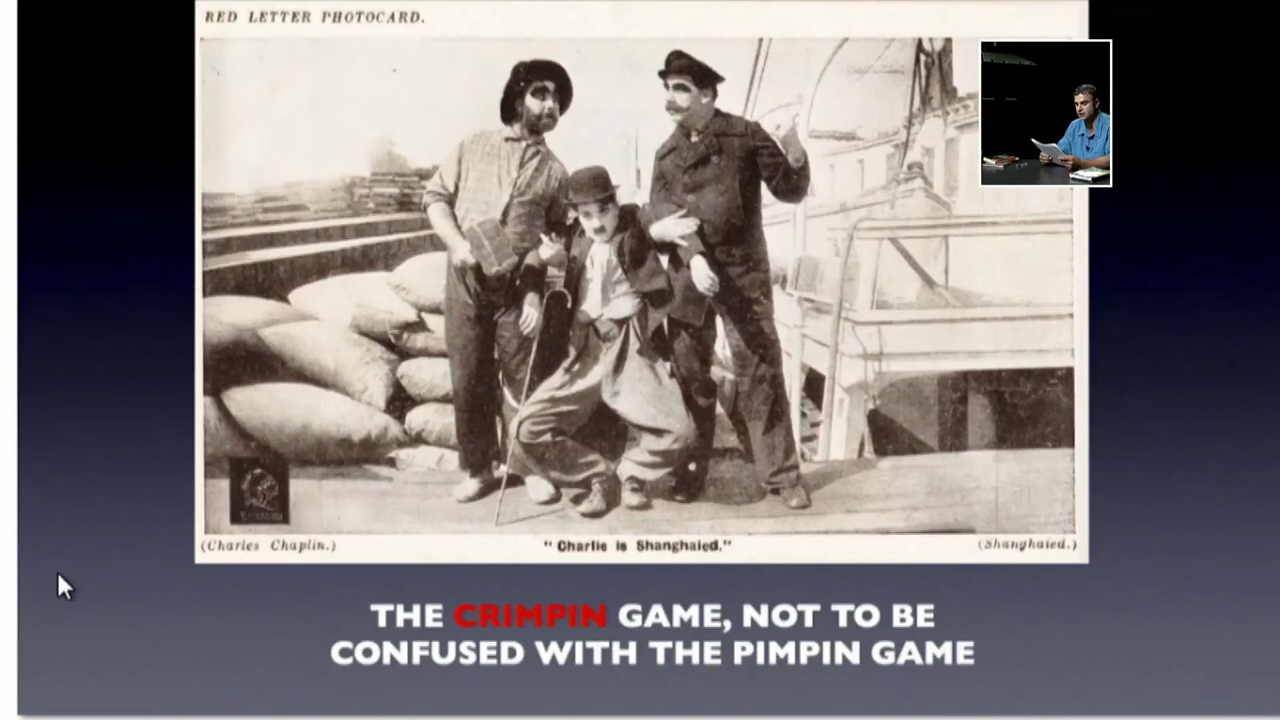 RED LETTER PHOTOCARD.
(Charles Chaplin.)
"Charlie is Shanghaied."
(Shanghaied.)
THE CRIMPIN GAME, NOT TO BE
CONFUSED WITH THE PIMPIN GAME